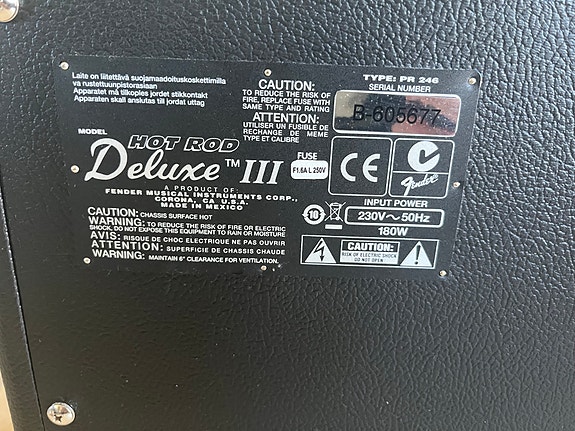 Laite on liitettävä suojamaadoituskoskettimilla
va rustettuunpistorasiaan
Apparatet må tilkoples jordet stikkontakt
Apparaten skall anslutas till jordat uttag
CAUTION:
TO REDUCE THE RISK OF
FIRE, REPLACE FUSE WITH
SAME TYPE AND RATING
ATTENTION:
UTILISER UN FUSIBLE DE
RECHANGE DE MEME
TYPE ET CALIBRE
TYPE: PR 246
SERIAL NUMBER
B-605677
MODEL
HOT ROD
Deluxe™ III
A PRODUCT OF:
FENDER MUSICAL INSTRUMENTS CORP.,
CORONA, CA U.S.A.
MADE IN MEXICO
FUSE
F1.6A L 250V
CE
N
Fender
CAUTION: CHASSIS SURFACE HOT
WARNING: TO REDUCE THE RISK OF FIRE OR ELECTRIC
SHOCK, DO NOT EXPOSE THIS EQUIPMENT TO RAIN OR MOISTURE
AVIS: RISQUE DE CHOC ELECTRIQUE NE PAS OUVRIR
ATTENTION: SUPERFICIE DE CHASSIS CHAUDE
WARNING: MAINTAIN 6" CLEARANCE FOR VENTILATION.
10
INPUT POWER
230V～50Hz
180W
CAUTION:
RISK OF ELECTRIC SHOCK
DO NOT OPEN
!